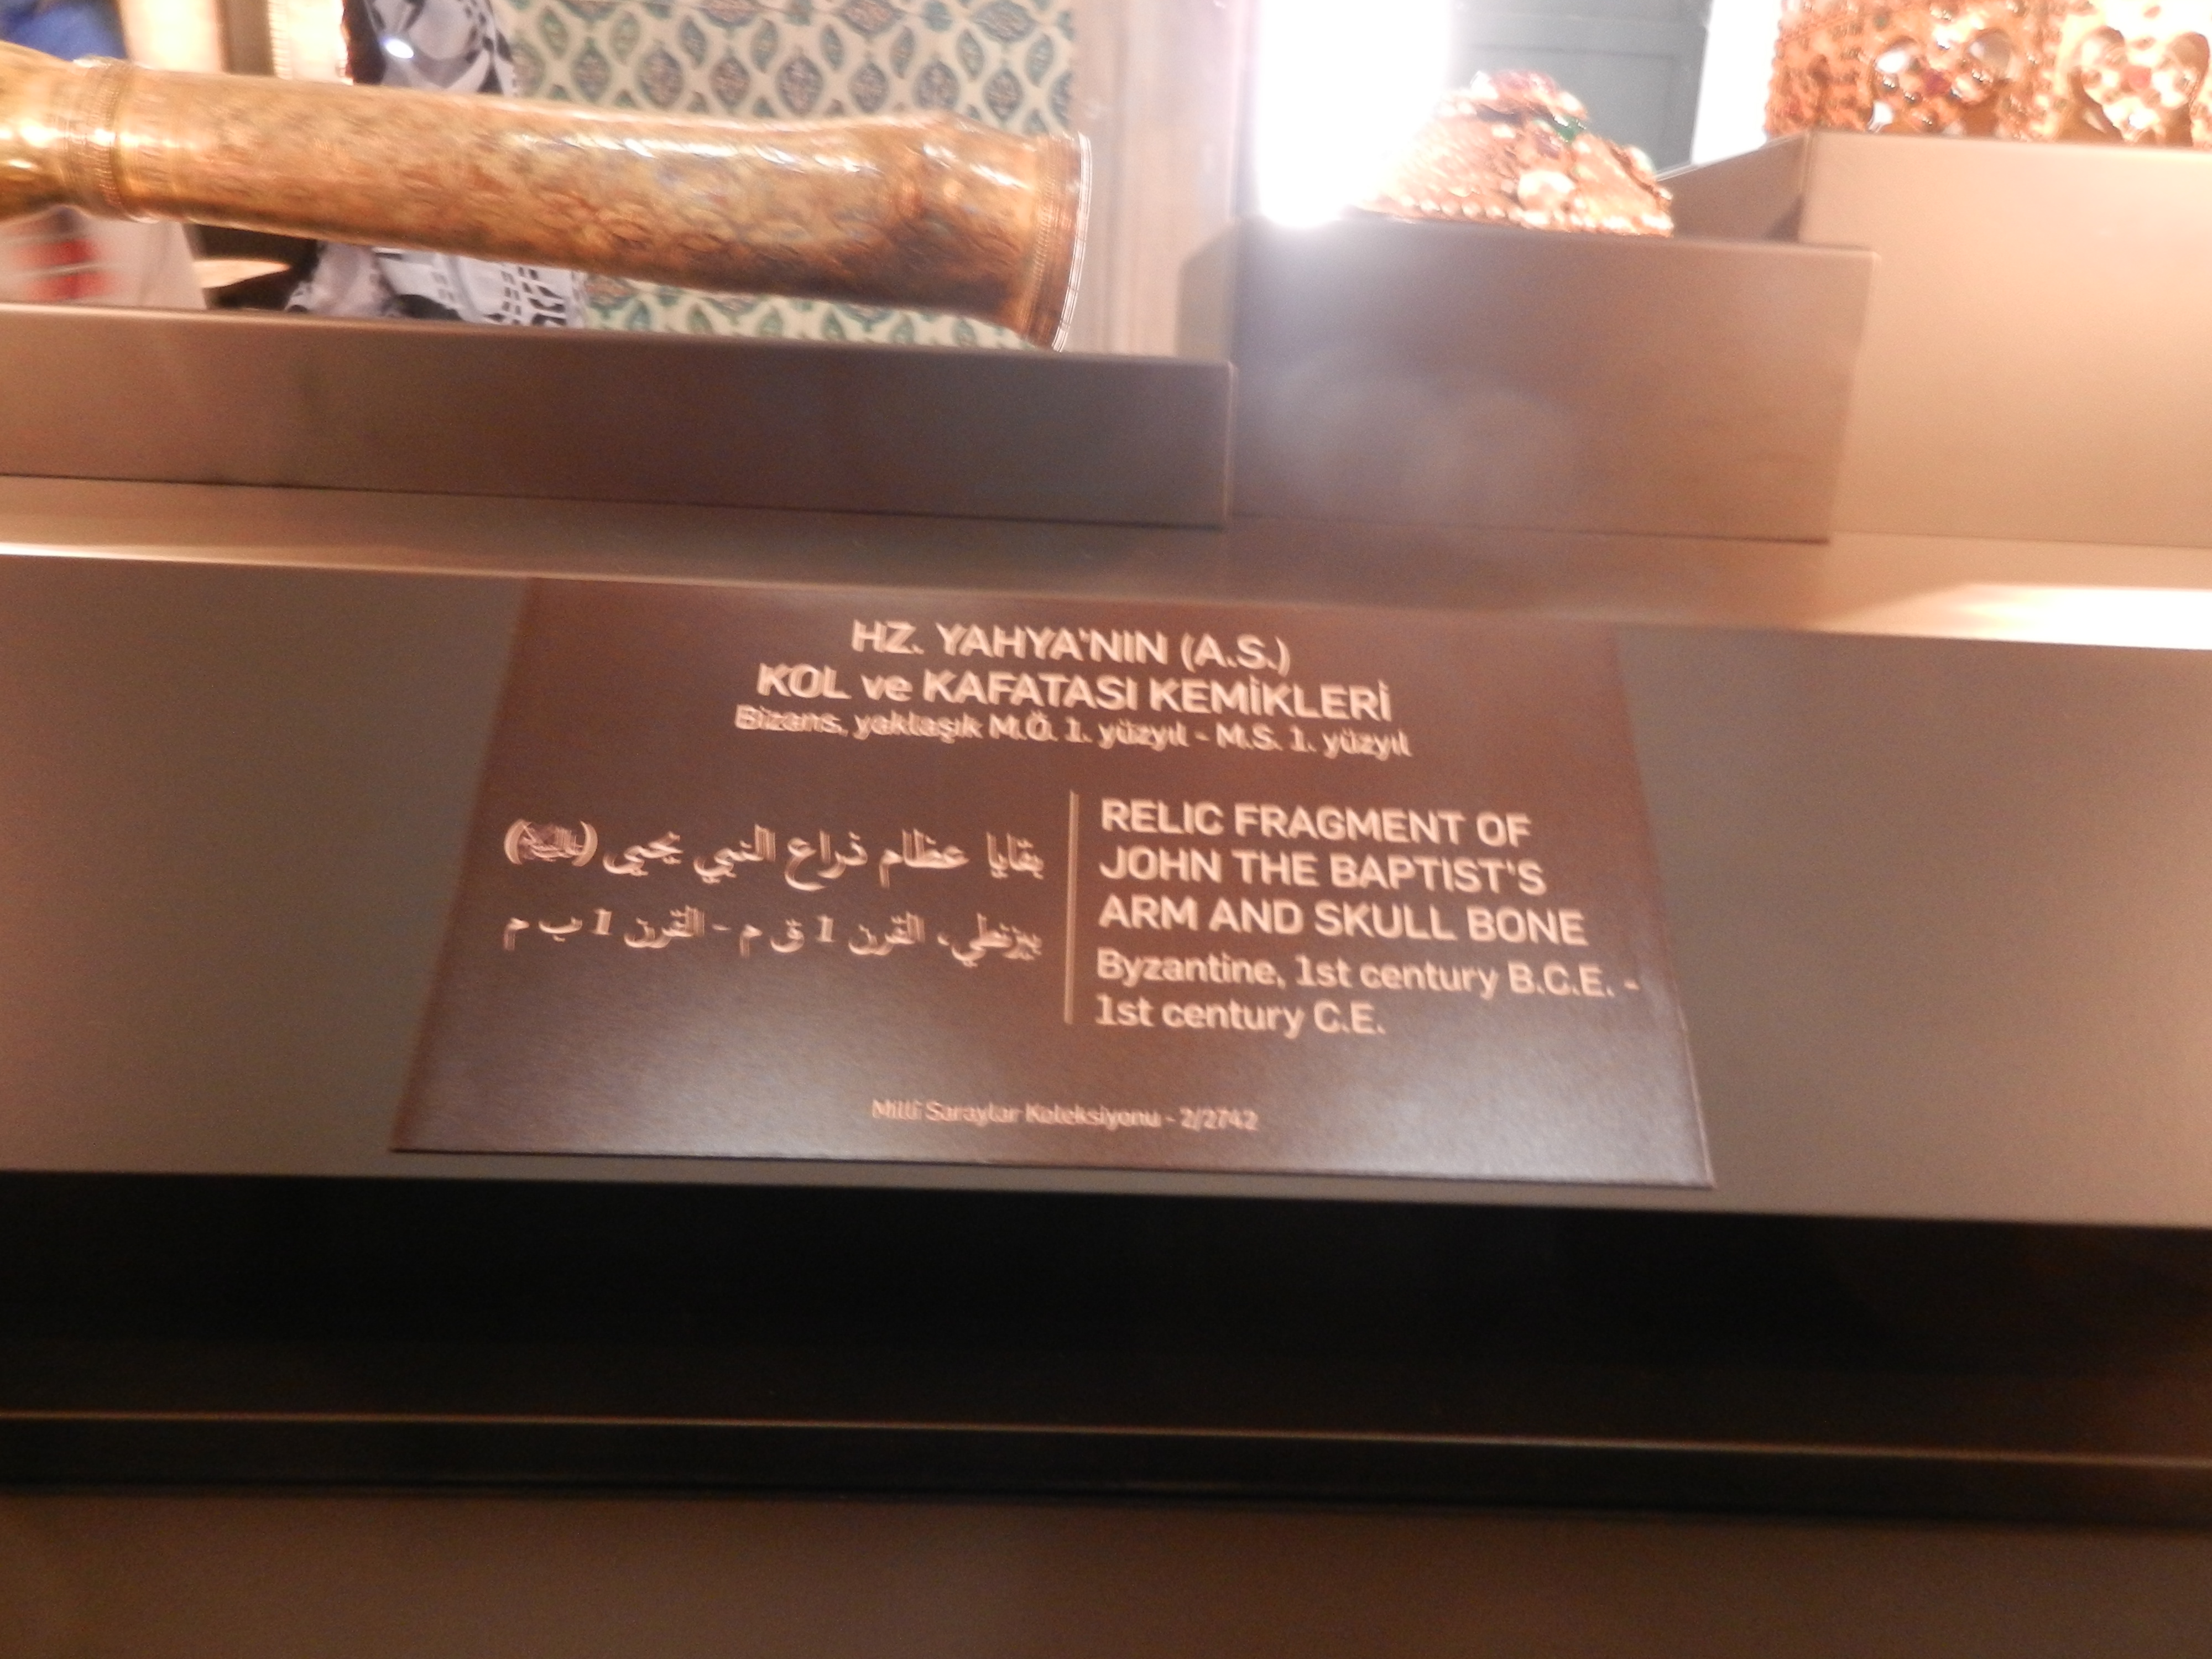 HZ. YAHYA'NIN (A.S.)
KOL ve KAFATASI KEMİKLERİ
Bizans, yaklaşık M.Ö. 1. yüzyıl - M.S. 1. yüzyıl
بقايا عظام ذراع النبي يحيى
بيزنطي، القرن 1 ق م - القرن 1 ب م
RELIC FRAGMENT OF
JOHN THE BAPTIST'S
ARM AND SKULL BONE
Byzantine, 1st century B.C.E. -
1st century C.E.
Millî Saraylar Koleksiyonu - 2/2742